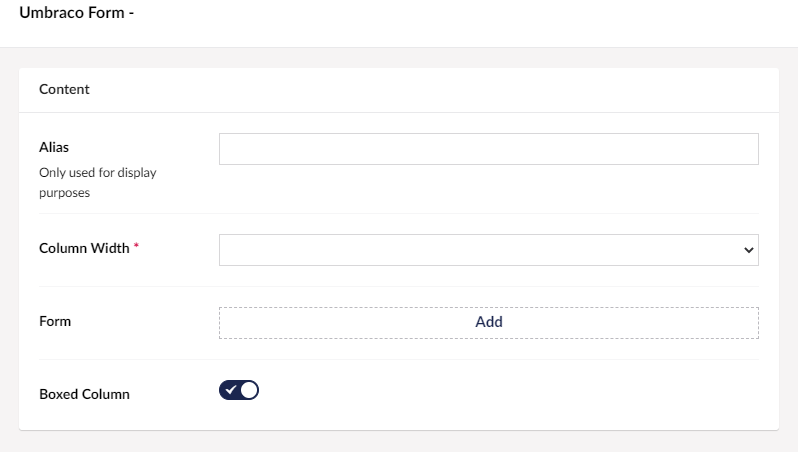 Umbraco Form -
Content
Alias
Only used for display
purposes
Column Width *
Form
Add
Boxed Column